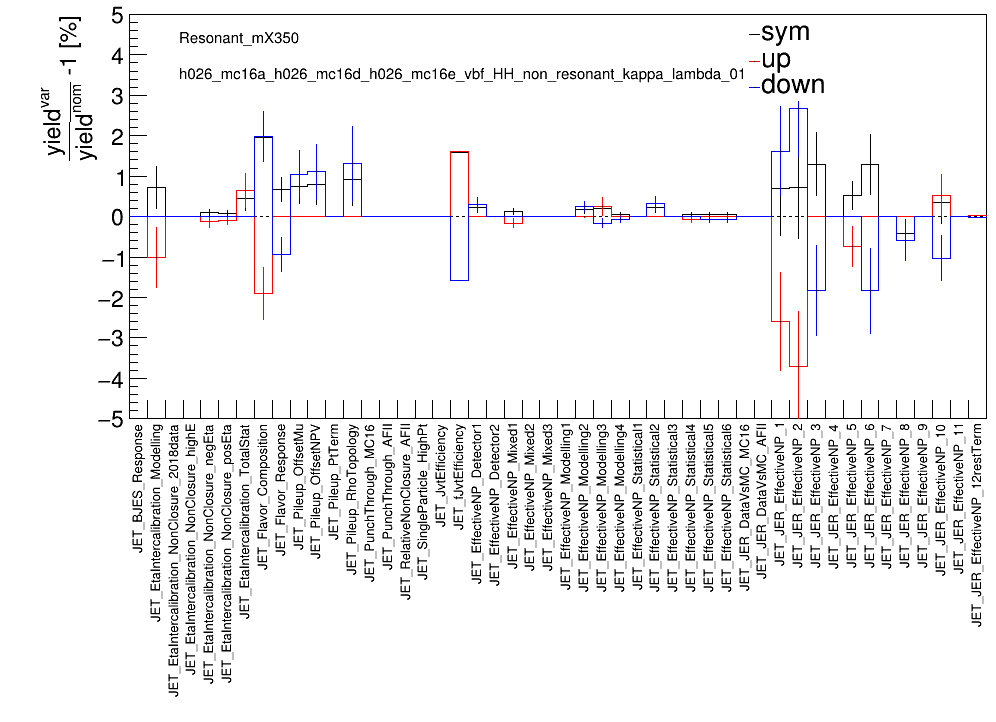 yield^var / yield^nom -1 [%]
5
4
3
2
1
0
−1
−2
−3
−4
−5
Resonant_mX350
h026_mc16a_h026_mc16d_h026_mc16e_vbf_HH_non_resonant_kappa_lambda_01
sym
up
down
JET_BJES_Response
JET_EtaIntercalibration_Modelling
JET_EtaIntercalibration_NonClosure_2018data
JET_EtaIntercalibration_NonClosure_highE
JET_EtaIntercalibration_NonClosure_negEta
JET_EtaIntercalibration_NonClosure_posEta
JET_EtaIntercalibration_TotalStat
JET_Flavor_Composition
JET_Flavor_Response
JET_Pileup_OffsetMu
JET_Pileup_OffsetNPV
JET_Pileup_PtTerm
JET_Pileup_RhoTopology
JET_PunchThrough_MC16
JET_PunchThrough_AFII
JET_RelativeNonClosure_AFII
JET_SingleParticle_HighPt
JET_JvtEfficiency
JET_fJvtEfficiency
JET_EffectiveNP_Detector1
JET_EffectiveNP_Detector2
JET_EffectiveNP_Mixed1
JET_EffectiveNP_Mixed2
JET_EffectiveNP_Mixed3
JET_EffectiveNP_Modelling1
JET_EffectiveNP_Modelling2
JET_EffectiveNP_Modelling3
JET_EffectiveNP_Modelling4
JET_EffectiveNP_Statistical1
JET_EffectiveNP_Statistical2
JET_EffectiveNP_Statistical3
JET_EffectiveNP_Statistical4
JET_EffectiveNP_Statistical5
JET_EffectiveNP_Statistical6
JET_JER_DataVsMC_MC16
JET_JER_DataVsMC_AFII
JET_JER_EffectiveNP_1
JET_JER_EffectiveNP_2
JET_JER_EffectiveNP_3
JET_JER_EffectiveNP_4
JET_JER_EffectiveNP_5
JET_JER_EffectiveNP_6
JET_JER_EffectiveNP_7
JET_JER_EffectiveNP_8
JET_JER_EffectiveNP_9
JET_JER_EffectiveNP_10
JET_JER_EffectiveNP_11
JET_JER_EffectiveNP_12restTerm